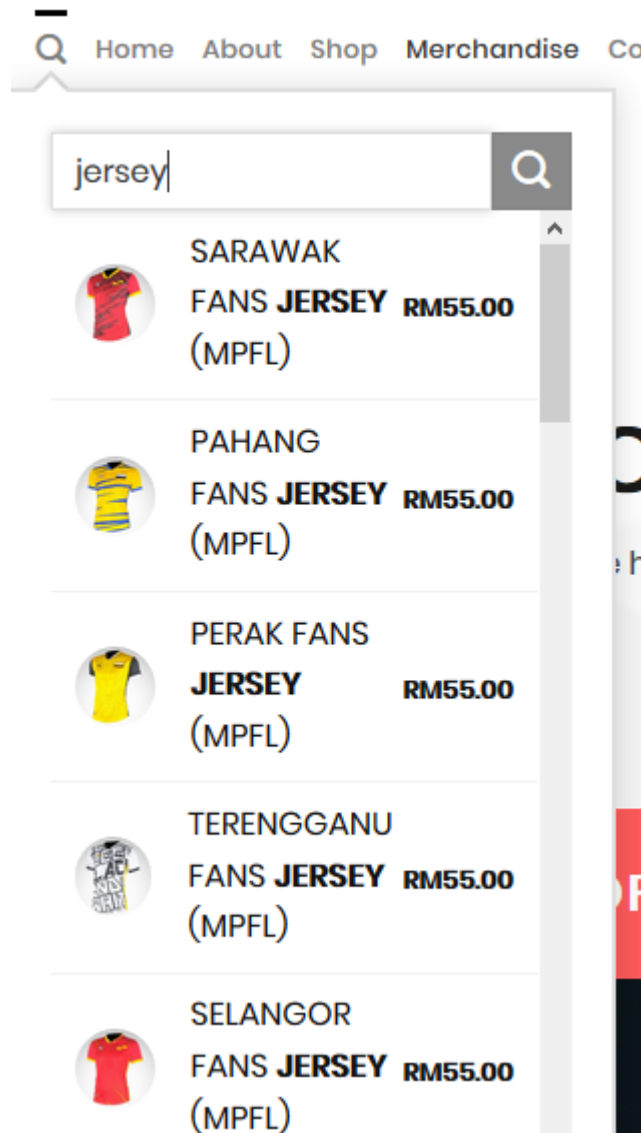 Home About Shop Merchandise Co
jersey
SARAWAK
FANS JERSEY RM55.00
(MPFL)
PAHANG
FANS JERSEY RM55.00
(MPFL)
PERAK FANS
JERSEY RM55.00
(MPFL)
TERENGGANU
FANS JERSEY RM55.00
(MPFL)
SELANGOR
FANS JERSEY RM55.00
(MPFL)